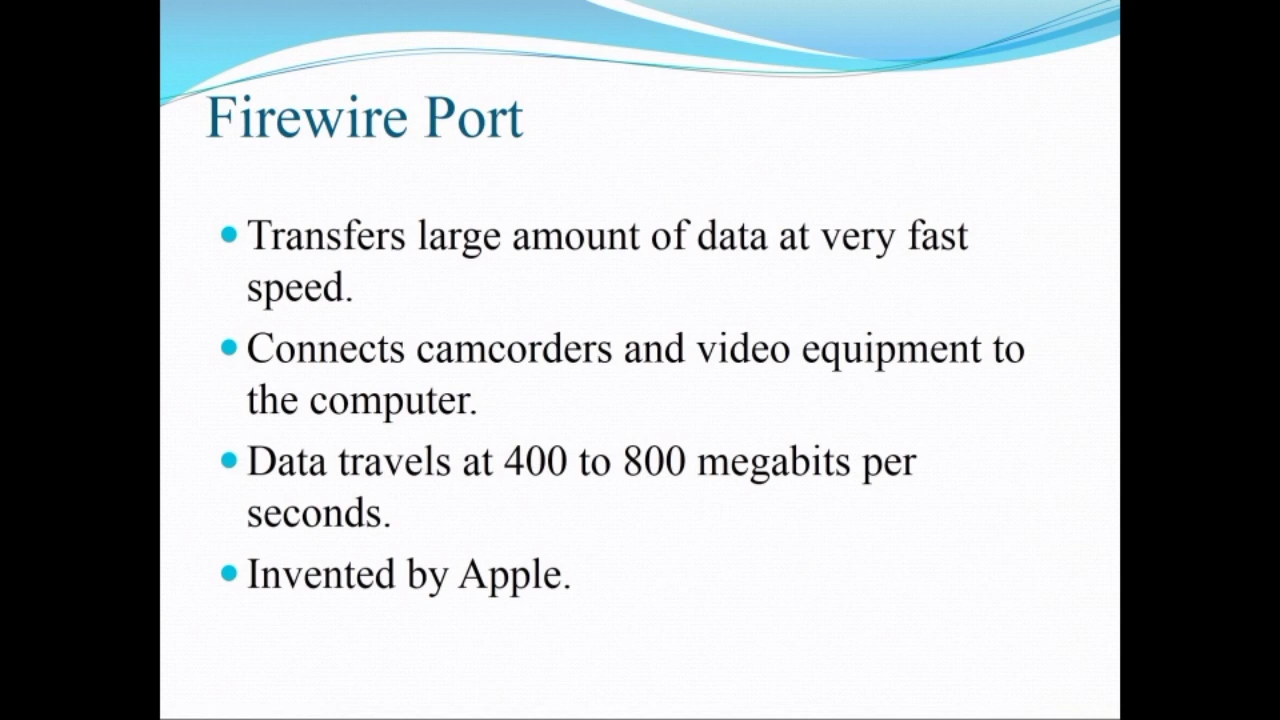 Firewire Port
Transfers large amount of data at very fast
speed.
Connects camcorders and video equipment to
the computer.
Data travels at 400 to 800 megabits per
seconds.
Invented by Apple.